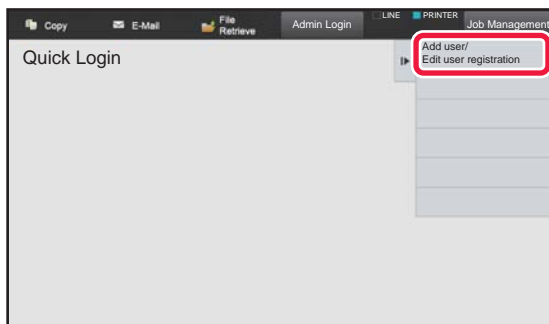 Copy
E-Mail
File
Retrieve
Admin Login
LINE
PRINTER
Job Management
Quick Login
Add user/
Edit user registration